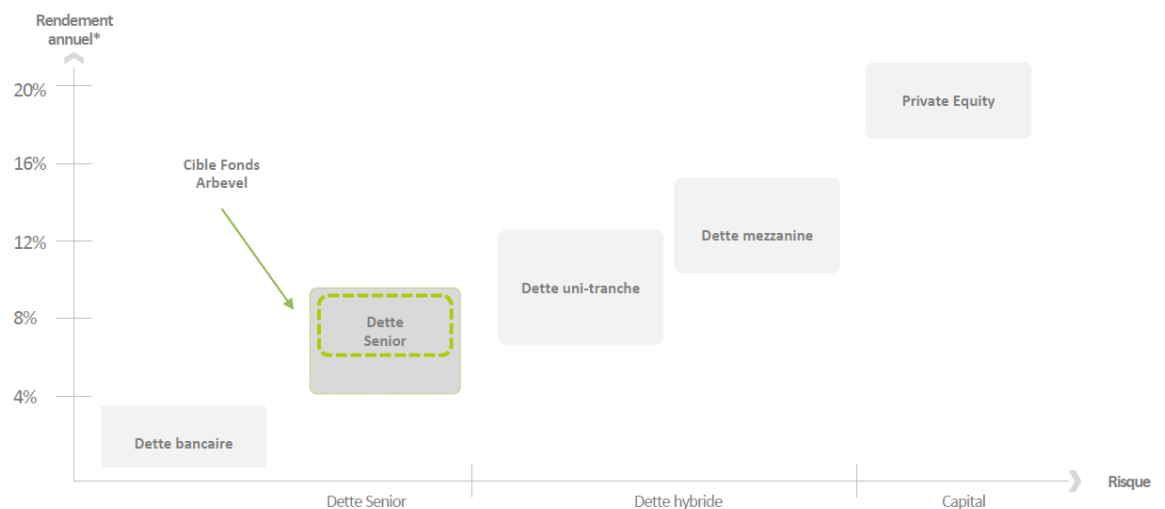 Rendement
annuel*
20%
Private Equity
16%
Cible Fonds
Arbevel
12%
Dette mezzanine
Dette uni-tranche
8%
Dette
Senior
4%
Dette bancaire
Risque
Dette Senior
Dette hybride
Capital